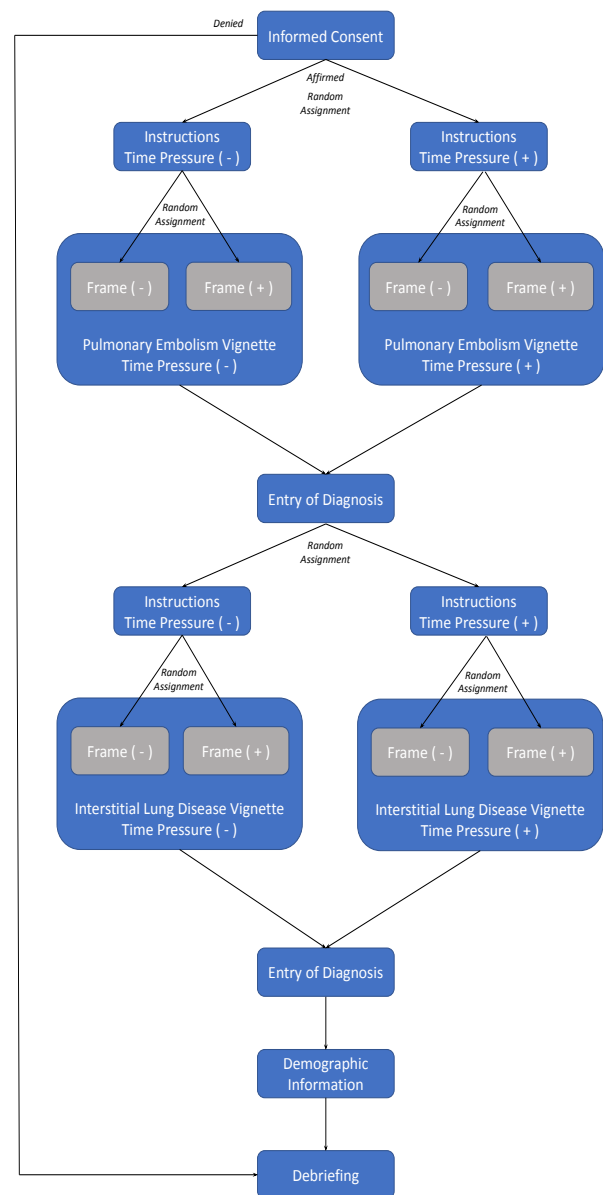 Denied
Informed Consent
Affirmed
Random
Assignment
Instructions
Time Pressure ( - )
Instructions
Time Pressure ( + )
Random
Assignment
Random
Assignment
Frame ( - )
Frame ( + )
Frame ( - )
Frame ( + )
Pulmonary Embolism Vignette
Time Pressure ( - )
Pulmonary Embolism Vignette
Time Pressure ( + )
Entry of Diagnosis
Random
Assignment
Instructions
Time Pressure ( - )
Instructions
Time Pressure ( + )
Random
Assignment
Random
Assignment
Frame ( - )
Frame ( + )
Frame ( - )
Frame ( + )
Interstitial Lung Disease Vignette
Time Pressure ( - )
Interstitial Lung Disease Vignette
Time Pressure ( + )
Entry of Diagnosis
Demographic
Information
Debriefing